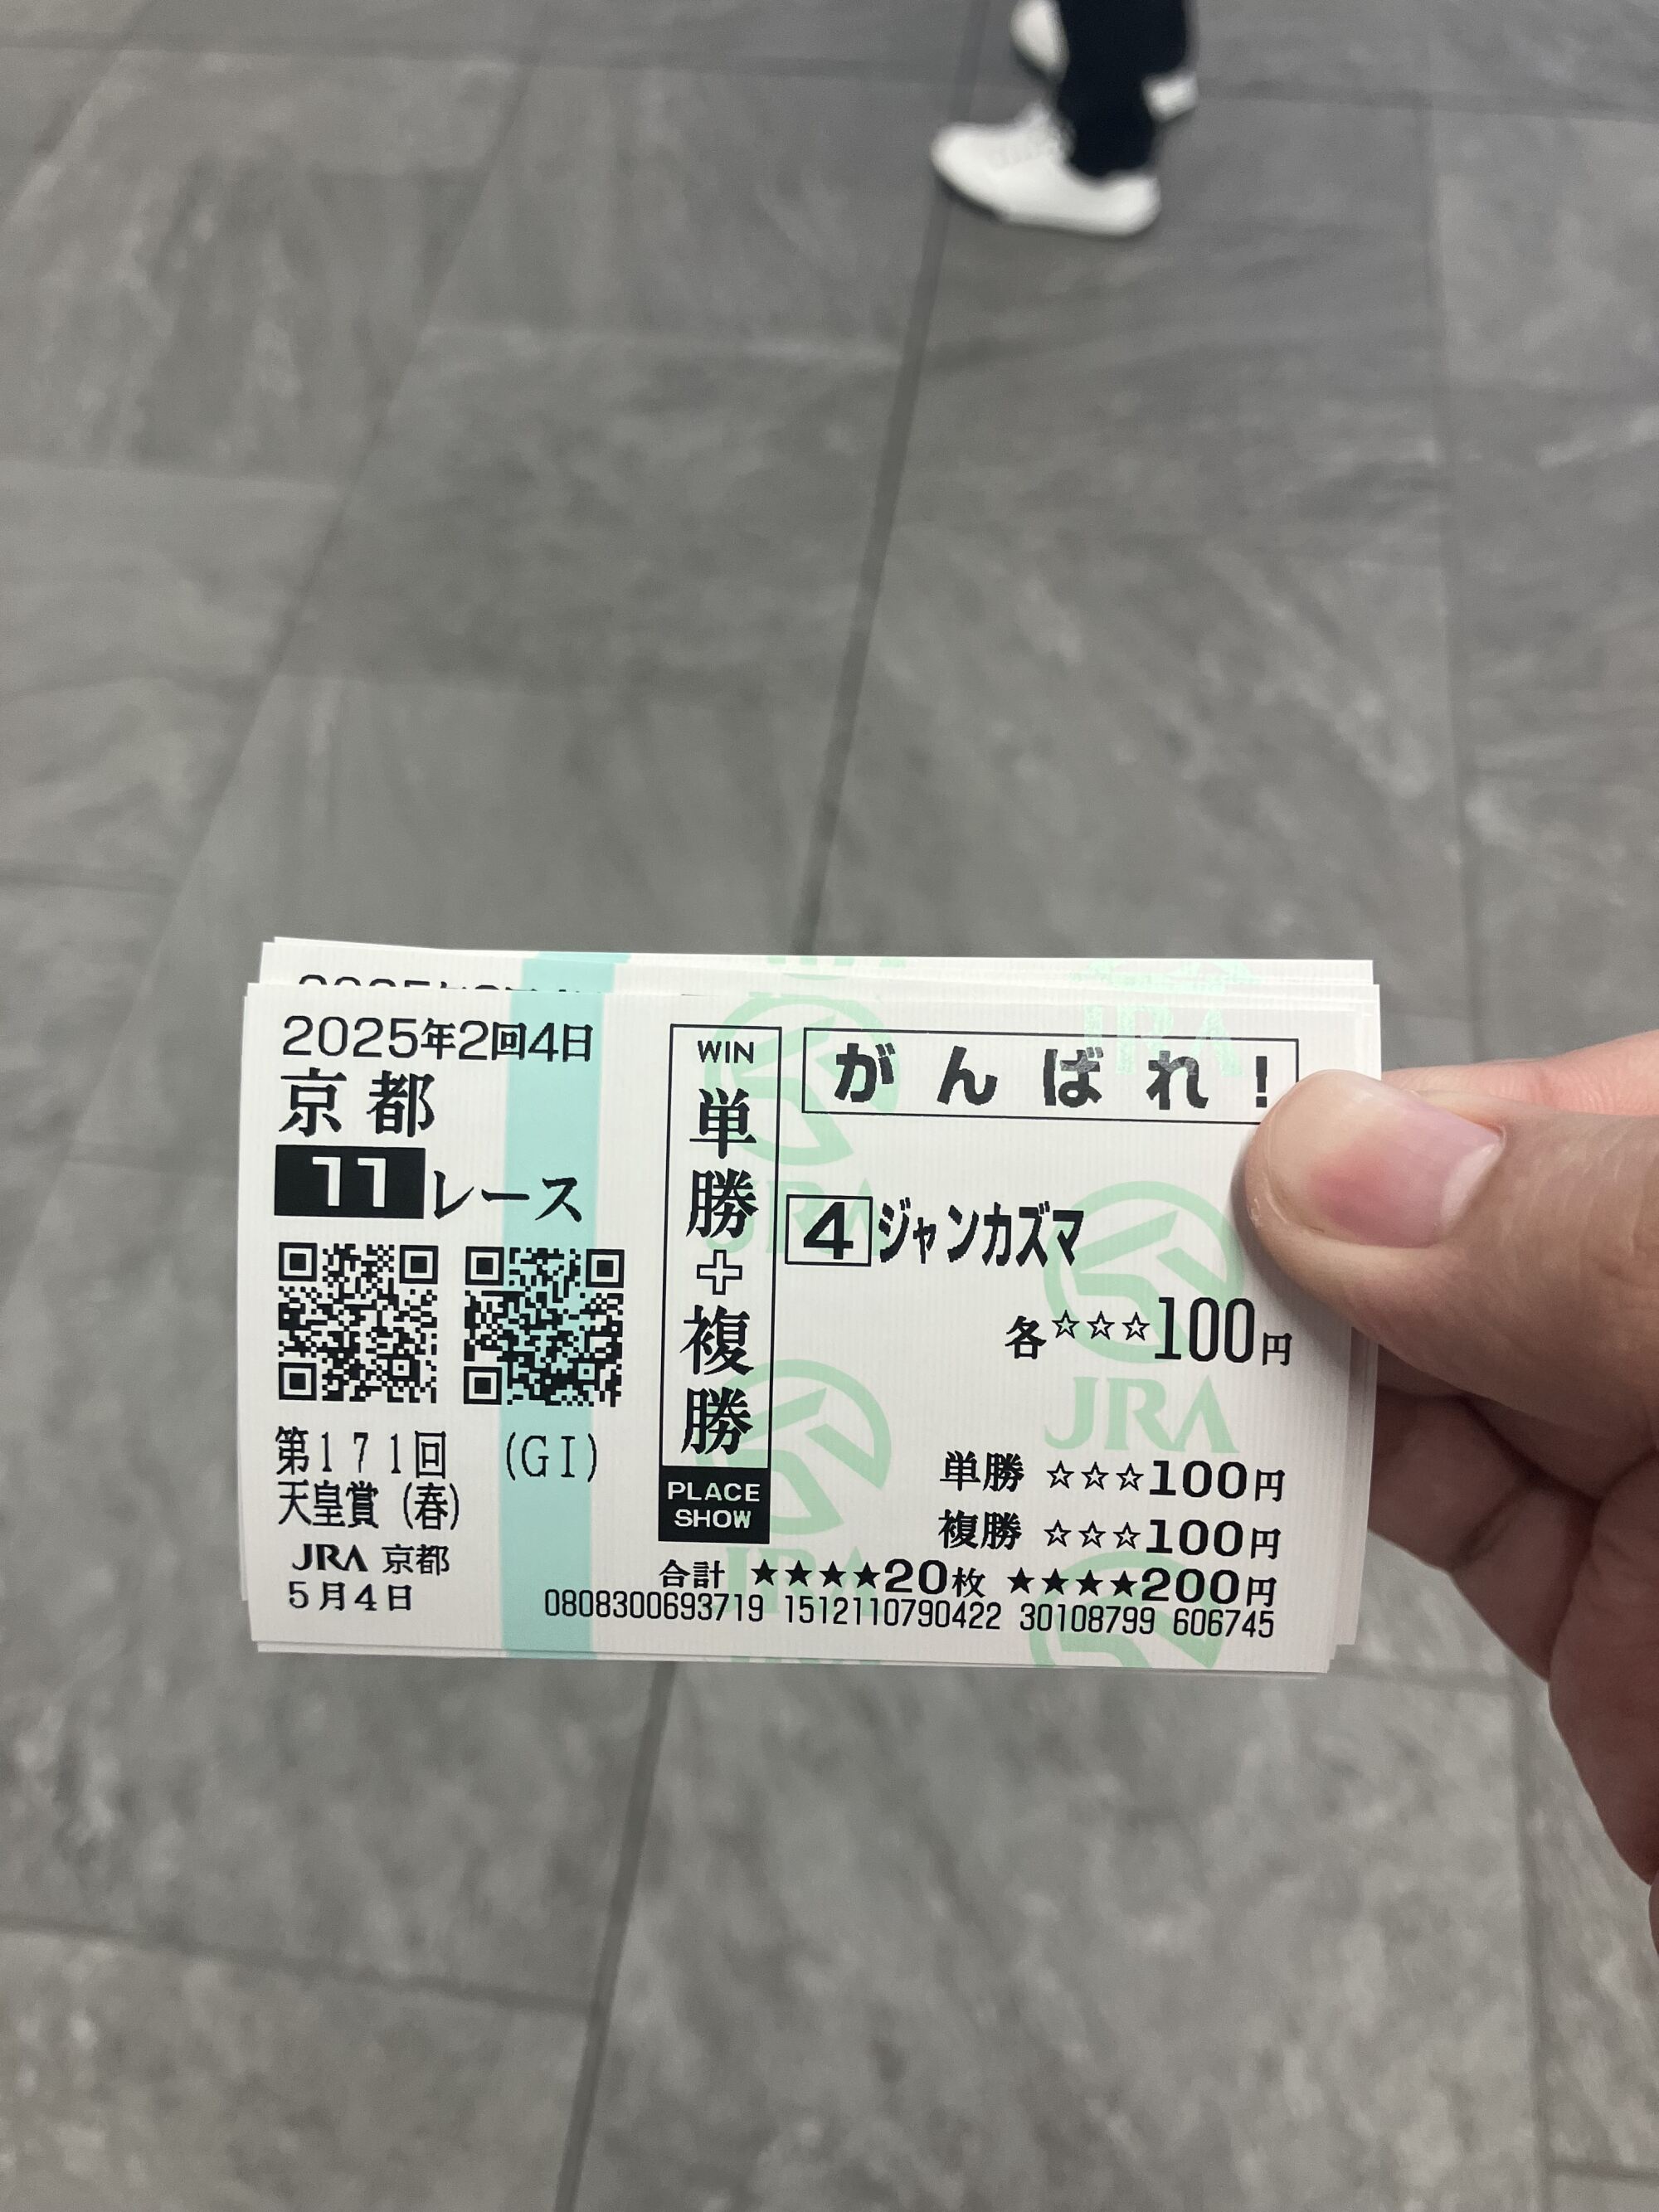 2025年2回4日
京都
11レース
第171回 (GI)
天皇賞(春)
JRA 京都
5月4日
WIN
単勝+複勝
PLACE
SHOW
がんばれ!
4 ジャンカズマ
各☆☆☆100円
JRA
単勝 ☆☆☆100円
複勝 ☆☆☆100円
合計 ★★★★20枚 ★★★★200円
0808300693719 1512110790422 30108799 606745